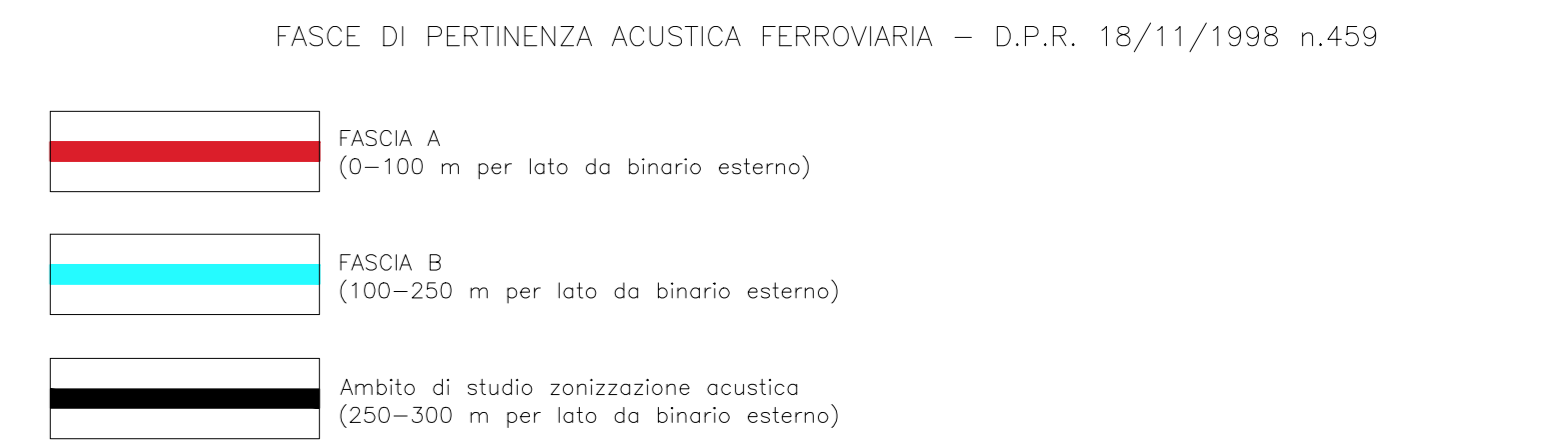 FASCE DI PERTINENZA ACUSTICA FERROVIARIA – D.P.R. 18/11/1998 n.459
FASCIA A
(0–100 m per lato da binario esterno)
FASCIA B
(100–250 m per lato da binario esterno)
Ambito di studio zonizzazione acustica
(250–300 m per lato da binario esterno)